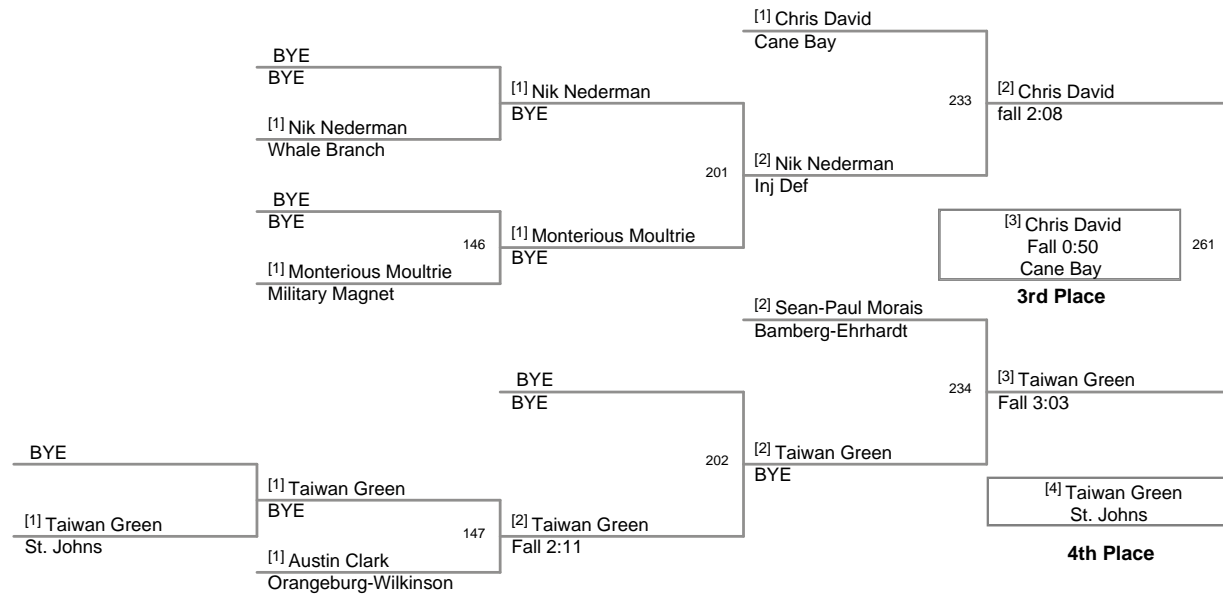 [1] Chris David
Cane Bay
BYE
BYE
[1] Nik Nederman
BYE
233
[2] Chris David
fall 2:08
[1] Nik Nederman
Whale Branch
201
[2] Nik Nederman
Inj Def
BYE
BYE
146
[1] Monterious Moultrie
BYE
[3] Chris David
Fall 0:50
Cane Bay
261
3rd Place
[1] Monterious Moultrie
Military Magnet
[2] Sean-Paul Morais
Bamberg-Ehrhardt
BYE
BYE
234
[3] Taiwan Green
Fall 3:03
BYE
202
[2] Taiwan Green
BYE
[1] Taiwan Green
BYE
[4] Taiwan Green
St. Johns
4th Place
[1] Taiwan Green
St. Johns
147
[2] Taiwan Green
Fall 2:11
[1] Austin Clark
Orangeburg-Wilkinson